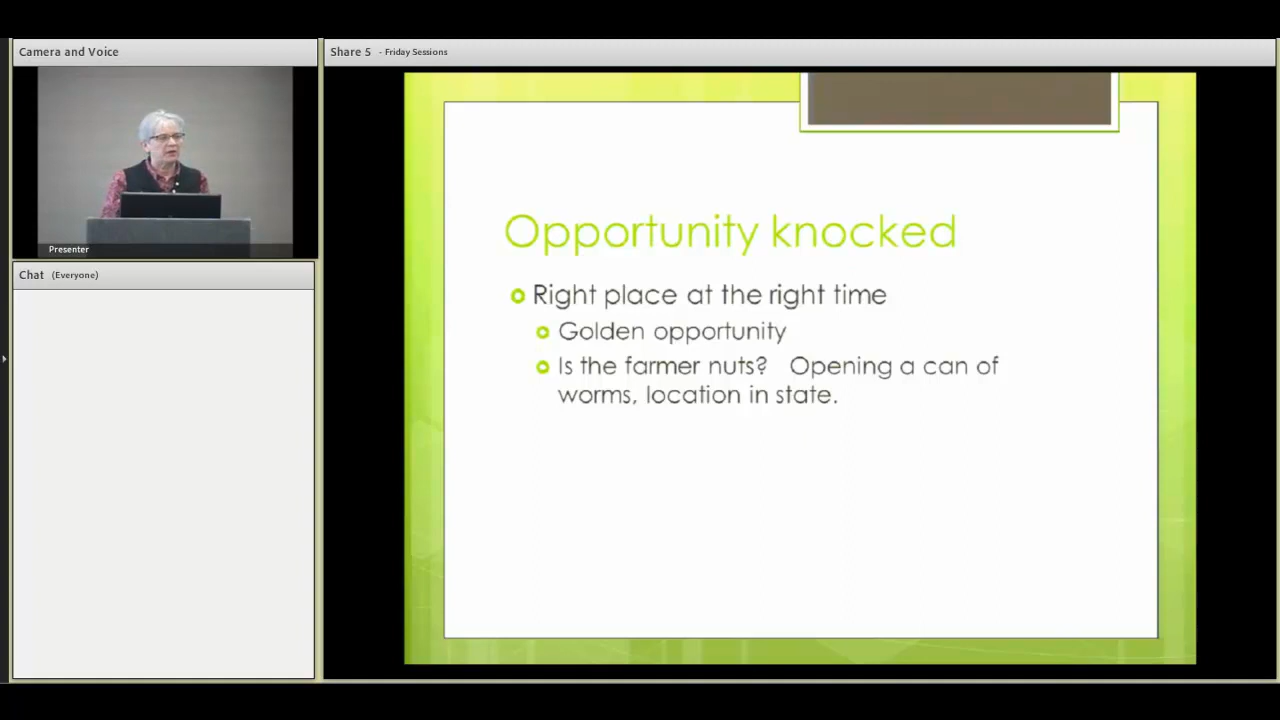 Camera and Voice
Share 5 - Friday Sessions
Presenter
Chat (Everyone)
Opportunity knocked
Right place at the right time
Golden opportunity
Is the farmer nuts? Opening a can of
worms, location in state.